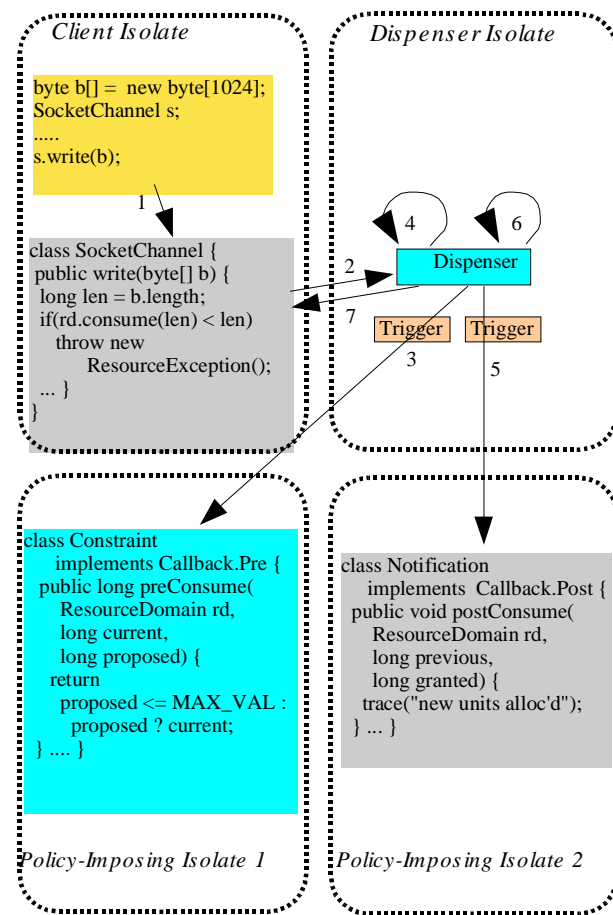 Client Isolate
byte b[] =  new byte[1024];
SocketChannel s;
.....
s.write(b);
1
class SocketChannel {
public write(byte[] b) {
long len = b.length;
if(rd.consume(len) < len)
throw new
ResourceException();
... }
}
Dispenser Isolate
4
6
Dispenser
2
7
Trigger
Trigger
3
5
class Constraint
implements Callback.Pre {
public long preConsume(
ResourceDomain rd,
long current,
long proposed) {
return
proposed <= MAX_VAL :
proposed ? current;
} .... }
Policy-Imposing Isolate 1
class Notification
implements  Callback.Post {
public void postConsume(
ResourceDomain rd,
long previous,
long granted) {
trace("new units alloc'd");
} ... }
Policy-Imposing Isolate 2